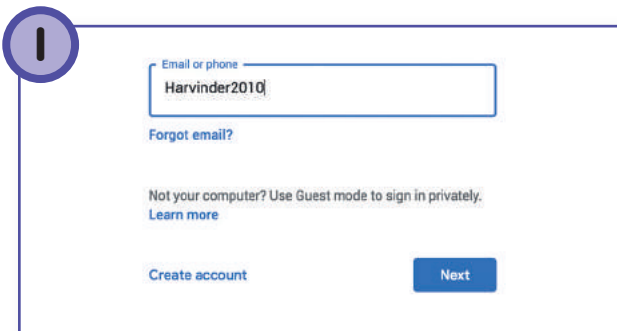 1
Email or phone
Harvinder2010
Forgot email?
Not your computer? Use Guest mode to sign in privately.
Learn more
Create account
Next